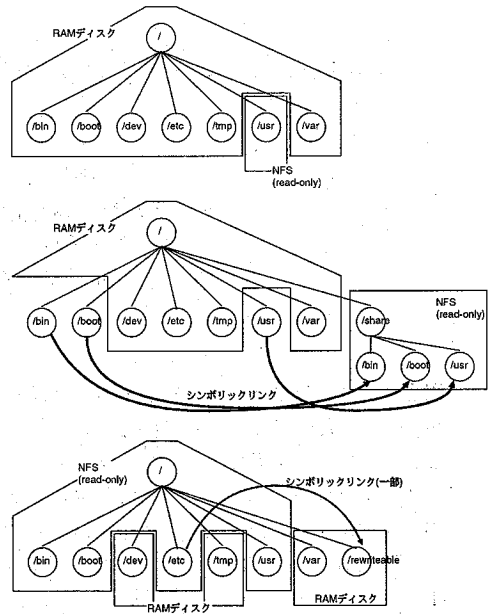 RAMディスク
/
/bin /boot /dev /etc /tmp /usr /var
NFS
(read-only)
RAMディスク
/
NFS
(read-only)
/bin /boot /dev /etc /tmp /usr /var /share
/bin /boot /usr
シンボリックリンク
NFS
(read-only)
/
シンボリックリンク(一部)
/bin /boot /dev /etc /tmp /usr /var /rewriteable
RAMディスク
RAMディスク